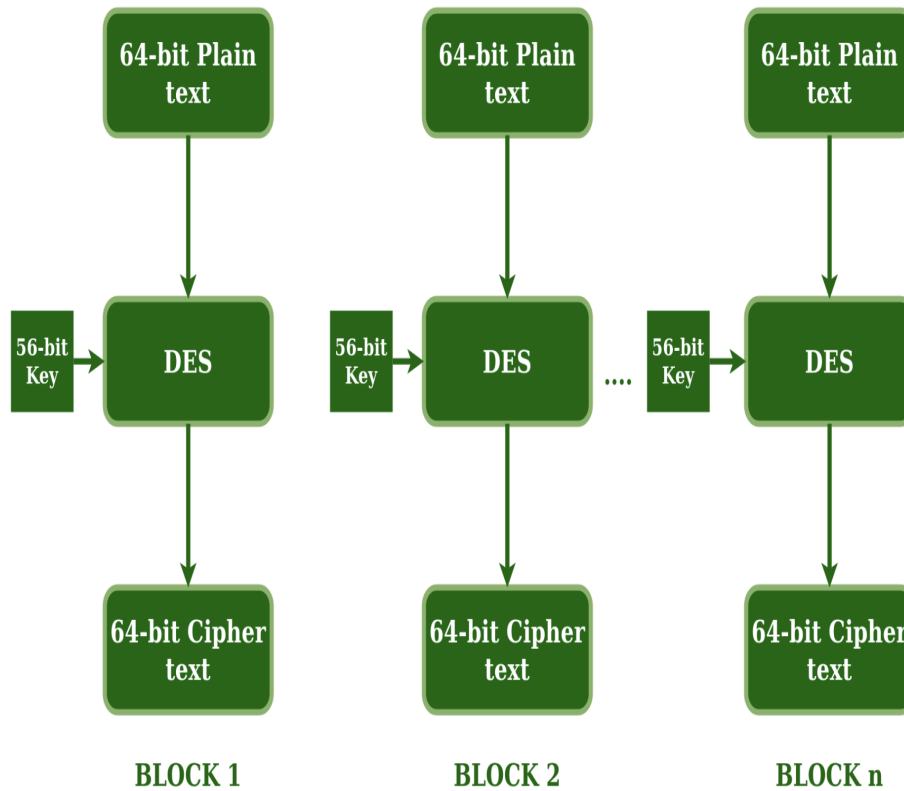 64-bit Plain
text
64-bit Plain
text
64-bit Plain
text
56-bit
Key
DES
56-bit
Key
DES
....
56-bit
Key
DES
64-bit Cipher
text
64-bit Cipher
text
64-bit Cipher
text
BLOCK 1
BLOCK 2
BLOCK n